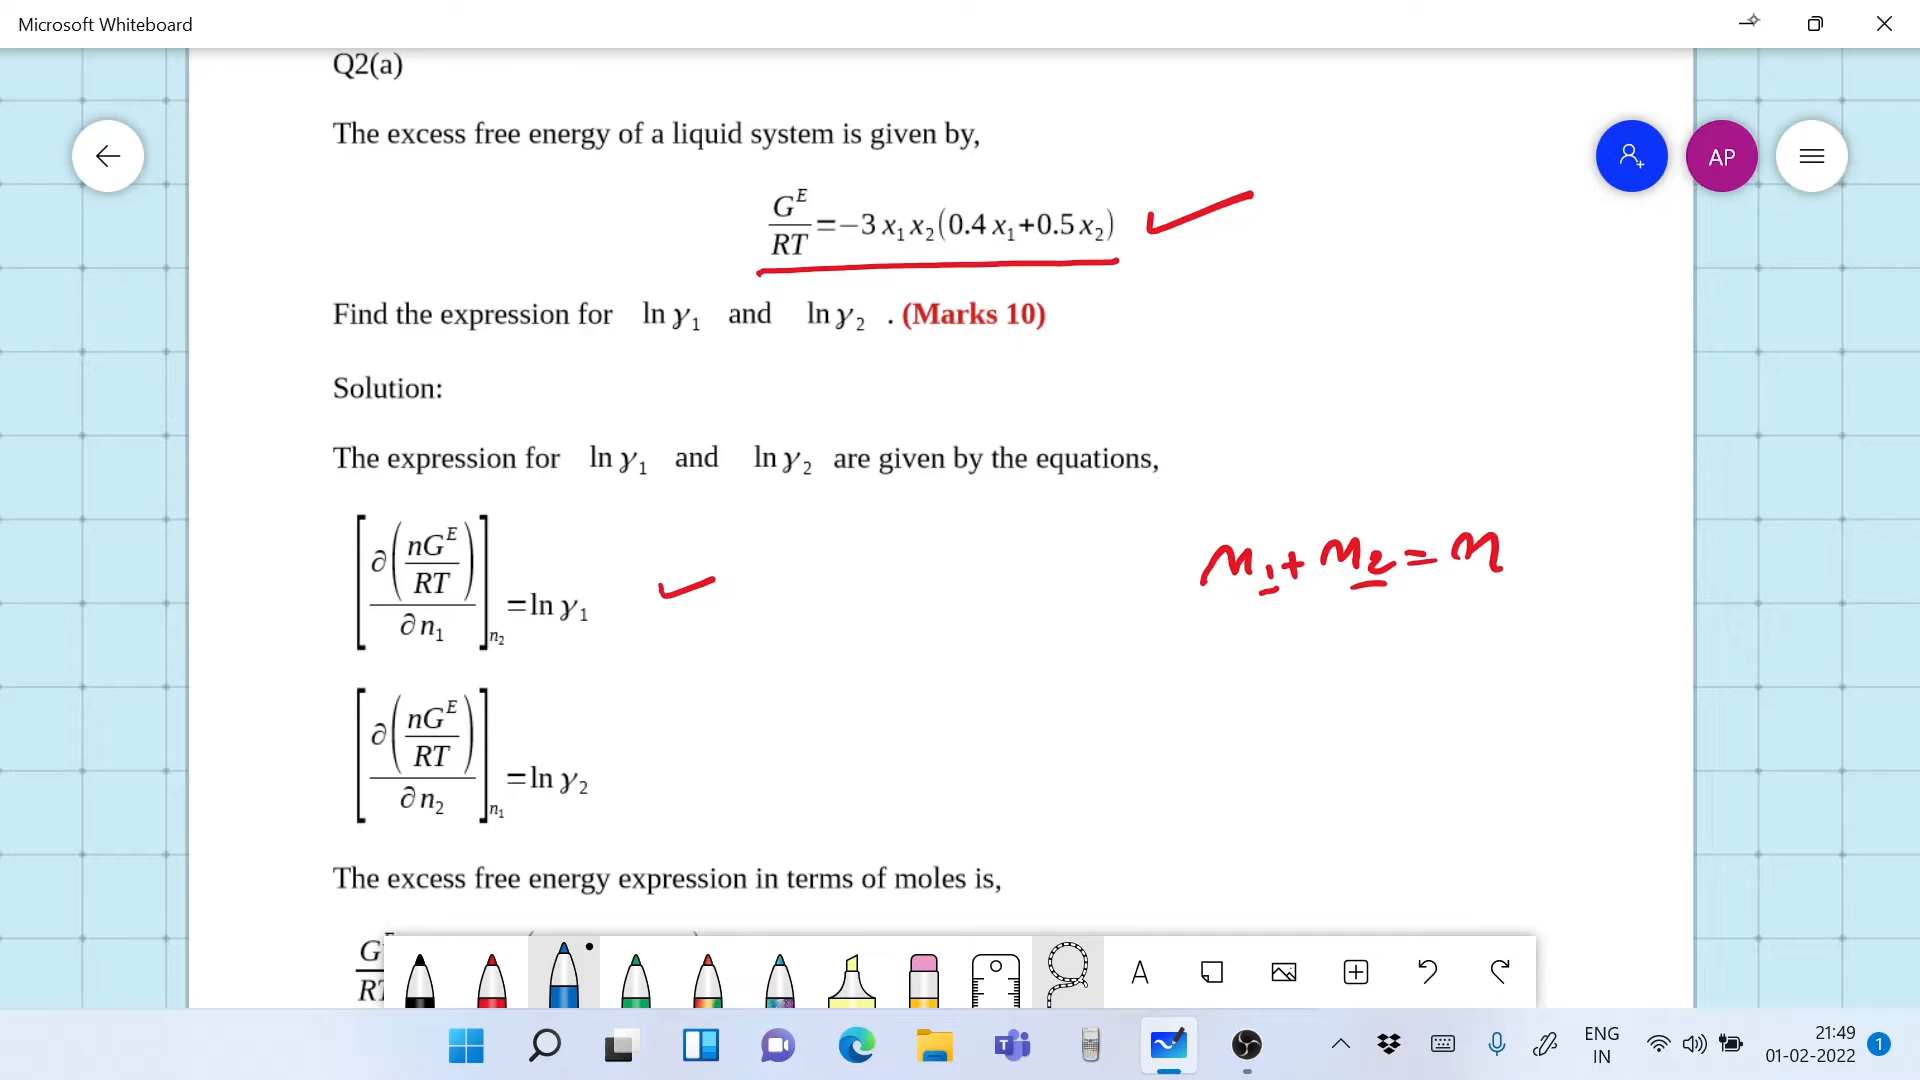 Microsoft Whiteboard
Q2(a)
The excess free energy of a liquid system is given by,
G^E/RT = −3 x₁ x₂ (0.4 x₁ + 0.5 x₂)
AP
Find the expression for ln γ₁ and ln γ₂ . (Marks 10)
Solution:
The expression for ln γ₁ and ln γ₂ are given by the equations,
[∂(nG^E/RT)/∂n₁]_n₂ = ln γ₁
n₁ + n₂ = n
[∂(nG^E/RT)/∂n₂]_n₁ = ln γ₂
The excess free energy expression in terms of moles is,
A
ENG
IN
21:49
01-02-2022
1